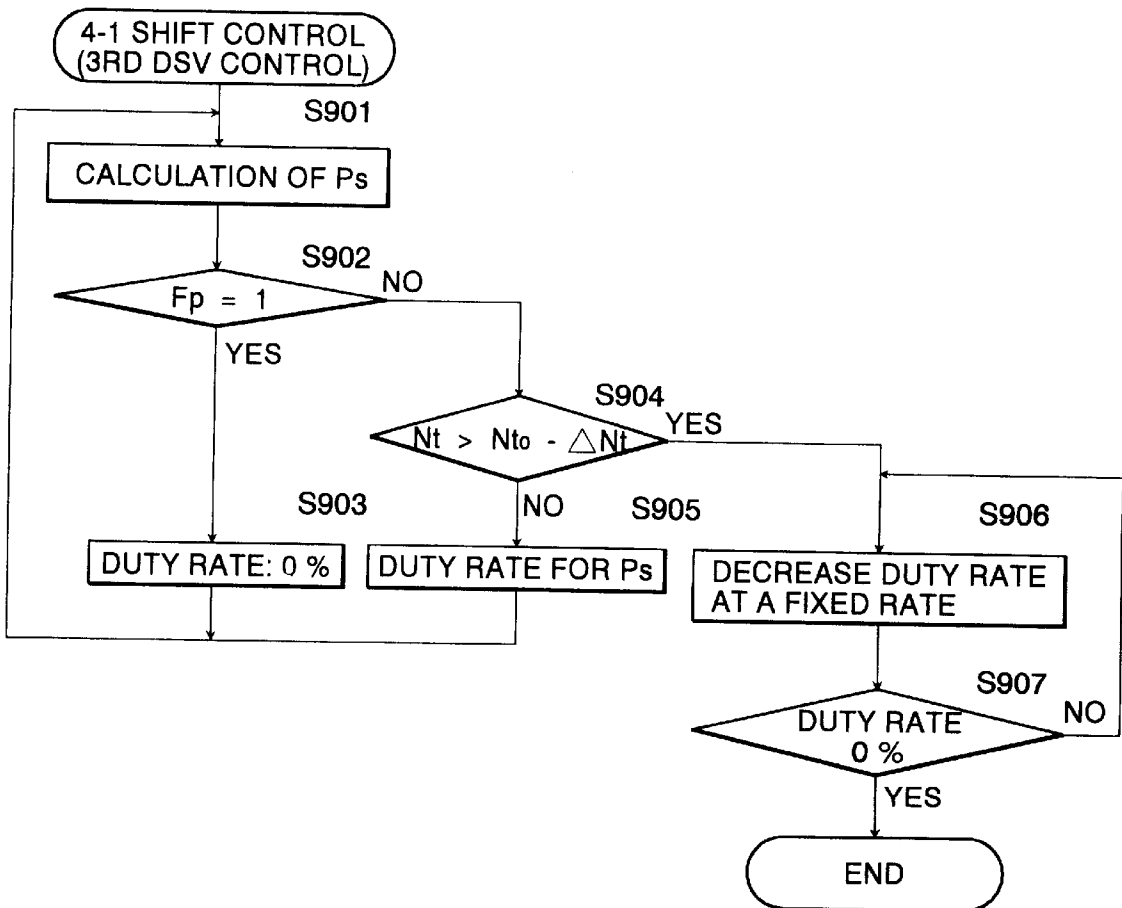 4-1 SHIFT CONTROL
(3RD DSV CONTROL)
S901
CALCULATION OF Ps
S902
Fp = 1
NO
YES
S904
Nt > Nto - △Nt
YES
NO
S903
DUTY RATE: 0 %
S905
DUTY RATE FOR Ps
S906
DECREASE DUTY RATE
AT A FIXED RATE
S907
DUTY RATE
0 %
NO
YES
END